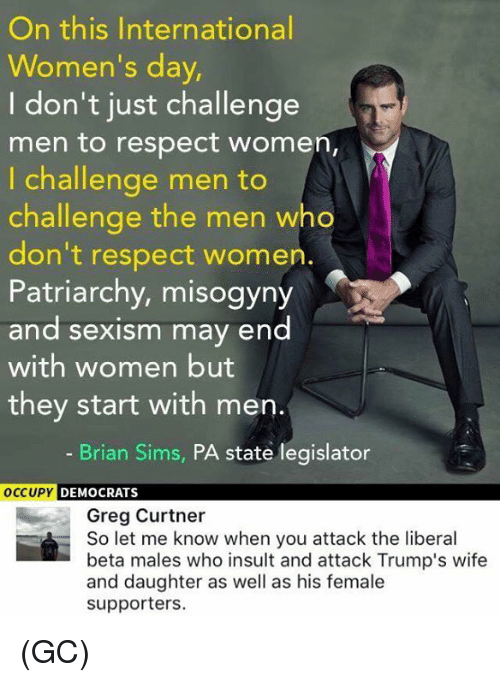 On this International
Women's day,
I don't just challenge
men to respect women,
I challenge men to
challenge the men who
don't respect women.
Patriarchy, misogyny
and sexism may end
with women but
they start with men.
- Brian Sims, PA state legislator
OCCUPY DEMOCRATS
Greg Curtner
So let me know when you attack the liberal
beta males who insult and attack Trump's wife
and daughter as well as his female
supporters.
(GC)